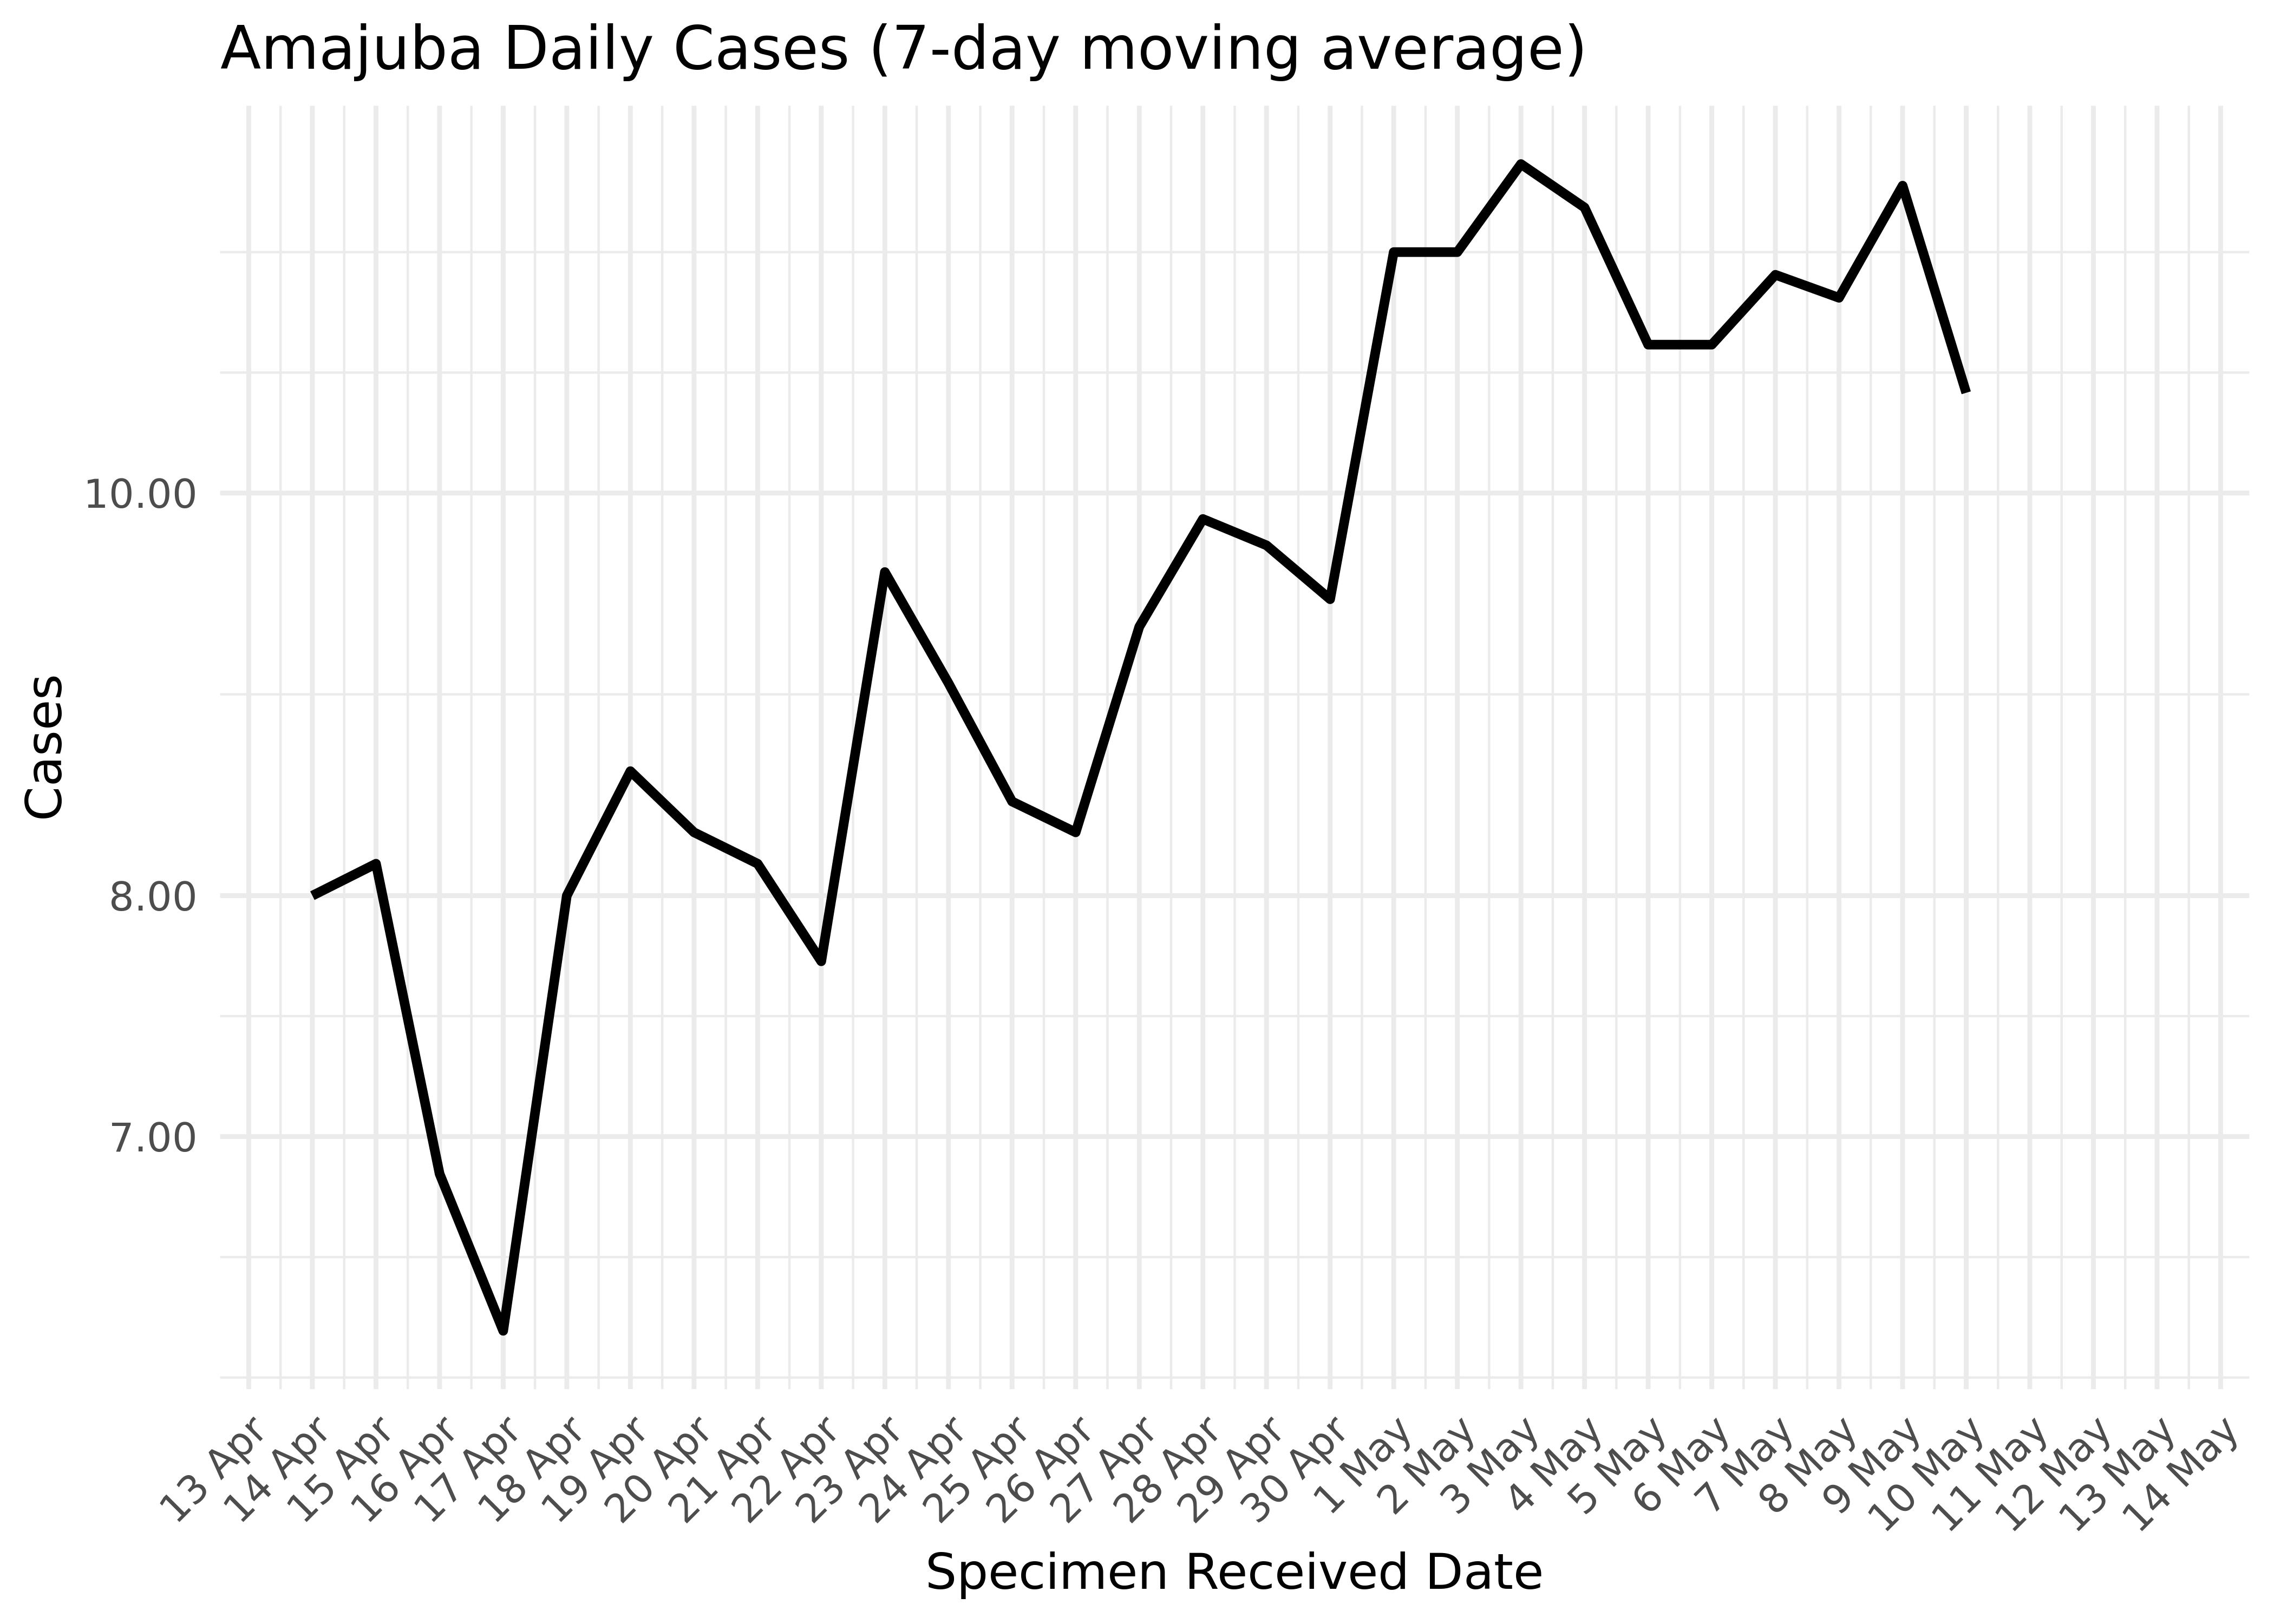 Amajuba Daily Cases (7-day moving average)
Cases
10.00
8.00
7.00
13 Apr
14 Apr
15 Apr
16 Apr
17 Apr
18 Apr
19 Apr
20 Apr
21 Apr
22 Apr
23 Apr
24 Apr
25 Apr
26 Apr
27 Apr
28 Apr
29 Apr
30 Apr
1 May
2 May
3 May
4 May
5 May
6 May
7 May
8 May
9 May
10 May
11 May
12 May
13 May
14 May
Specimen Received Date